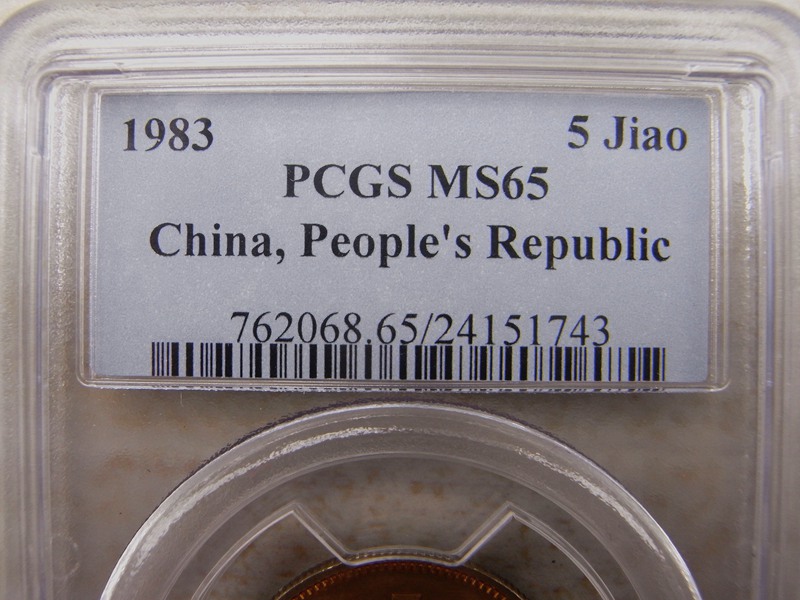 1983 5 Jiao
PCGS MS65
China, People's Republic
762068.65/24151743